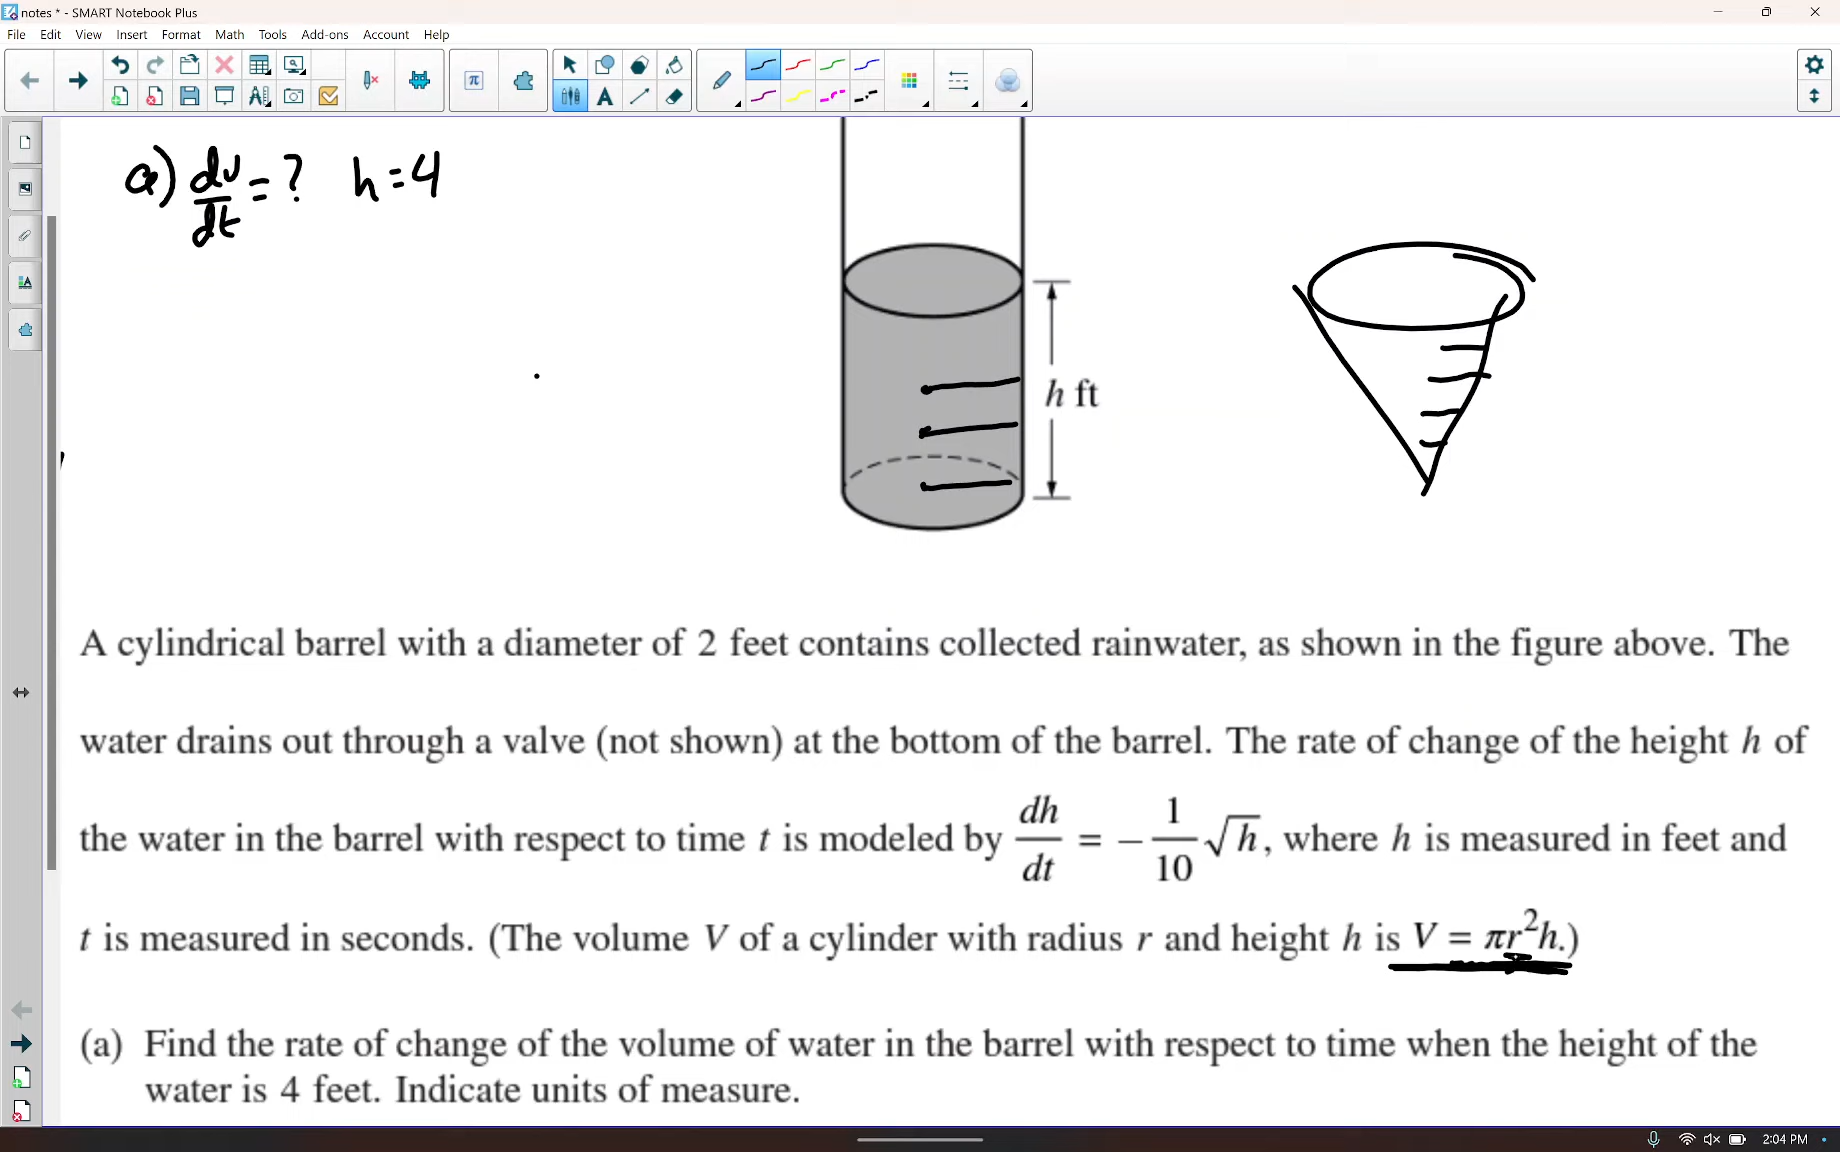 notes * - SMART Notebook Plus
File Edit View Insert Format Math Tools Add-ons Account Help
a) dv/dt = ? h = 4
h ft
A cylindrical barrel with a diameter of 2 feet contains collected rainwater, as shown in the figure above. The
water drains out through a valve (not shown) at the bottom of the barrel. The rate of change of the height h of
the water in the barrel with respect to time t is modeled by dh/dt = −1/10 √h, where h is measured in feet and
t is measured in seconds. (The volume V of a cylinder with radius r and height h is V = πr²h.)
(a) Find the rate of change of the volume of water in the barrel with respect to time when the height of the
water is 4 feet. Indicate units of measure.
2:04 PM